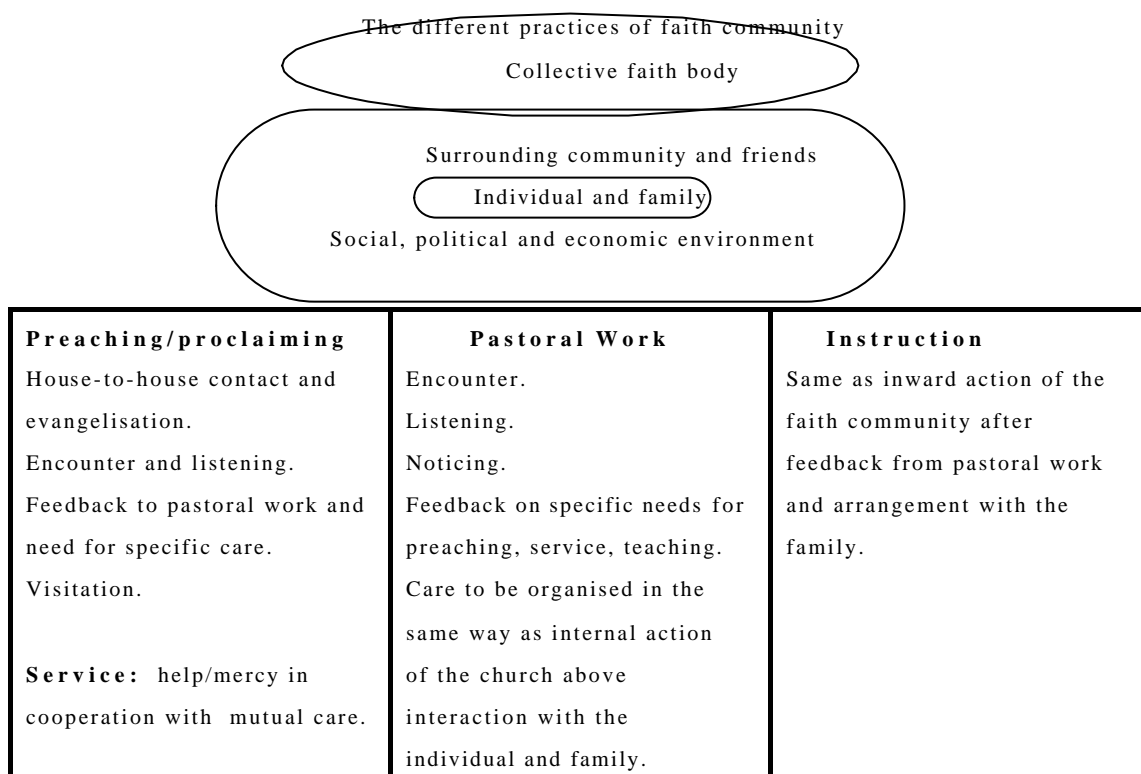 The different practices of faith community
Collective faith body
Surrounding community and friends
Individual and family
Social, political and economic environment
Preaching/proclaiming
House-to-house contact and
evangelisation.
Encounter and listening.
Feedback to pastoral work and
need for specific care.
Visitation.
Service: help/mercy in
cooperation with mutual care.
Pastoral Work
Encounter.
Listening.
Noticing.
Feedback on specific needs for
preaching, service, teaching.
Care to be organised in the
same way as internal action
of the church above
interaction with the
individual and family.
Instruction
Same as inward action of the
faith community after
feedback from pastoral work
and arrangement with the
family.